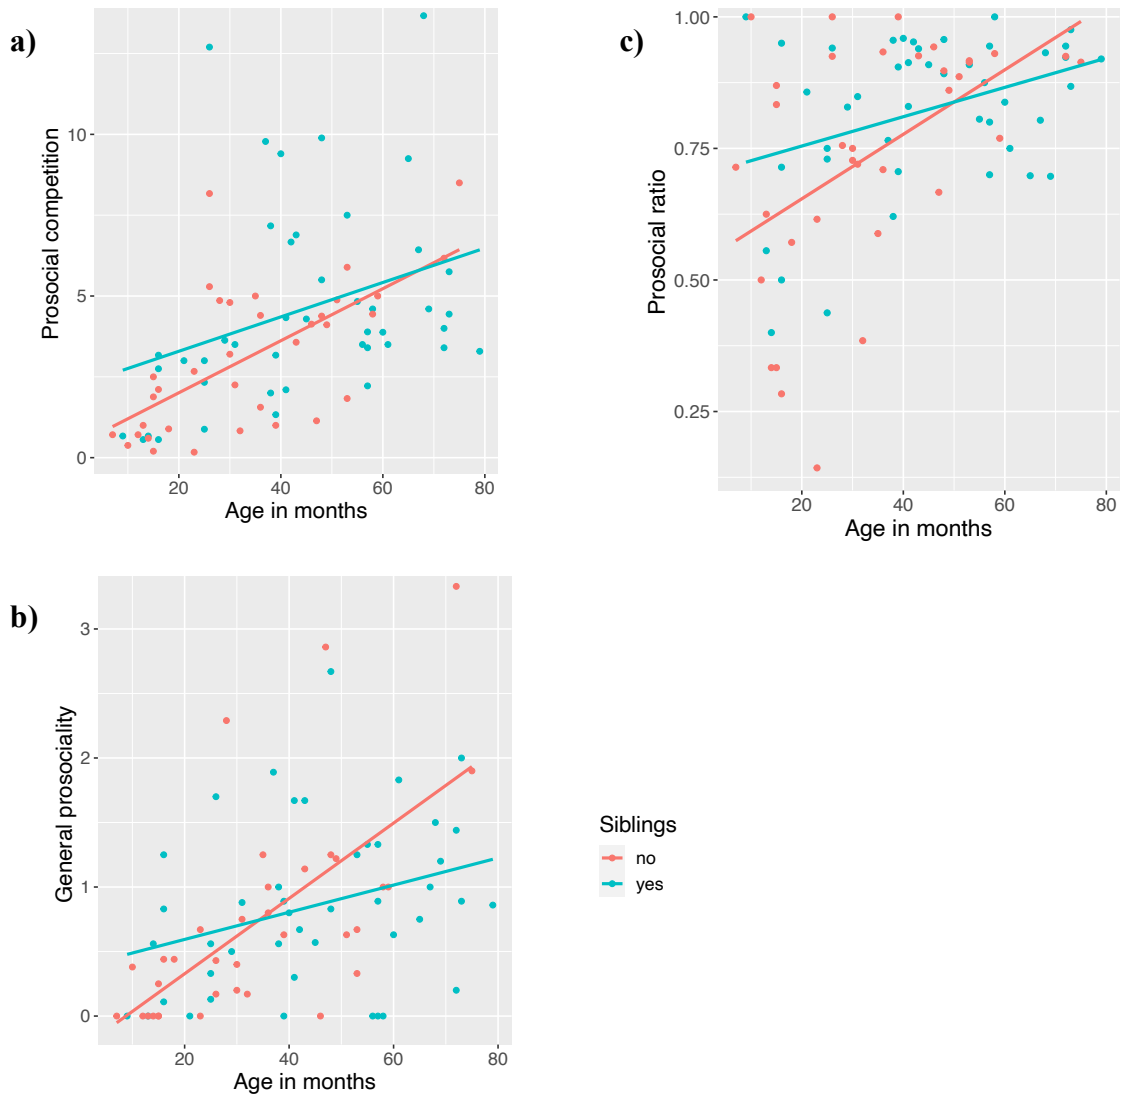 a)
Prosocial competition
10
5
0
20 40 60 80
Age in months
c)
Prosocial ratio
1.00
0.75
0.50
0.25
20 40 60 80
Age in months
b)
General prosociality
3
2
1
0
20 40 60 80
Age in months
Siblings
no
yes